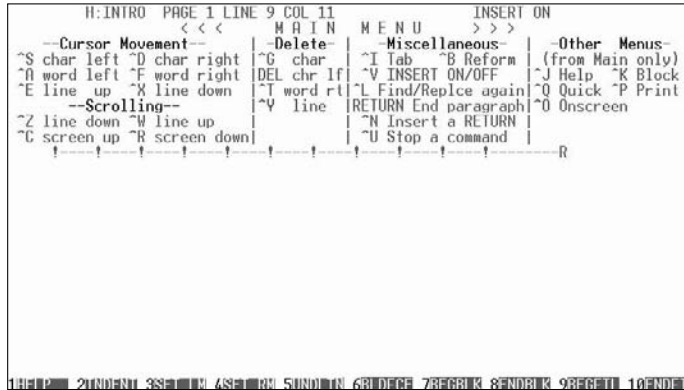 H:INTRO PAGE 1 LINE 9 COL 11 INSERT ON
< < < M A I N M E N U > > >
--Cursor Movement-- | -Delete- | -Miscellaneous- | -Other Menus-
^S char left ^D char right |^G char | ^I Tab ^B Reform | (from Main only)
^A word left ^F word right |DEL chr lf| ^V INSERT ON/OFF |^J Help ^K Block
^E line up ^X line down |^T word rt|^L Find/Replce again|^Q Quick ^P Print
--Scrolling-- |^Y line |RETURN End paragraph|^O Onscreen
^Z line down ^W line up | | ^N Insert a RETURN |
^C screen up ^R screen down| | ^U Stop a command |
!----!----!----!----!----!----!----!----!----!----!--------R
1HELP 2INDENT 3SET LM 4SET RM 5UNDLIN 6BLDFCE 7BEGBLK 8ENDBLK 9BEGFIL 10ENDFI